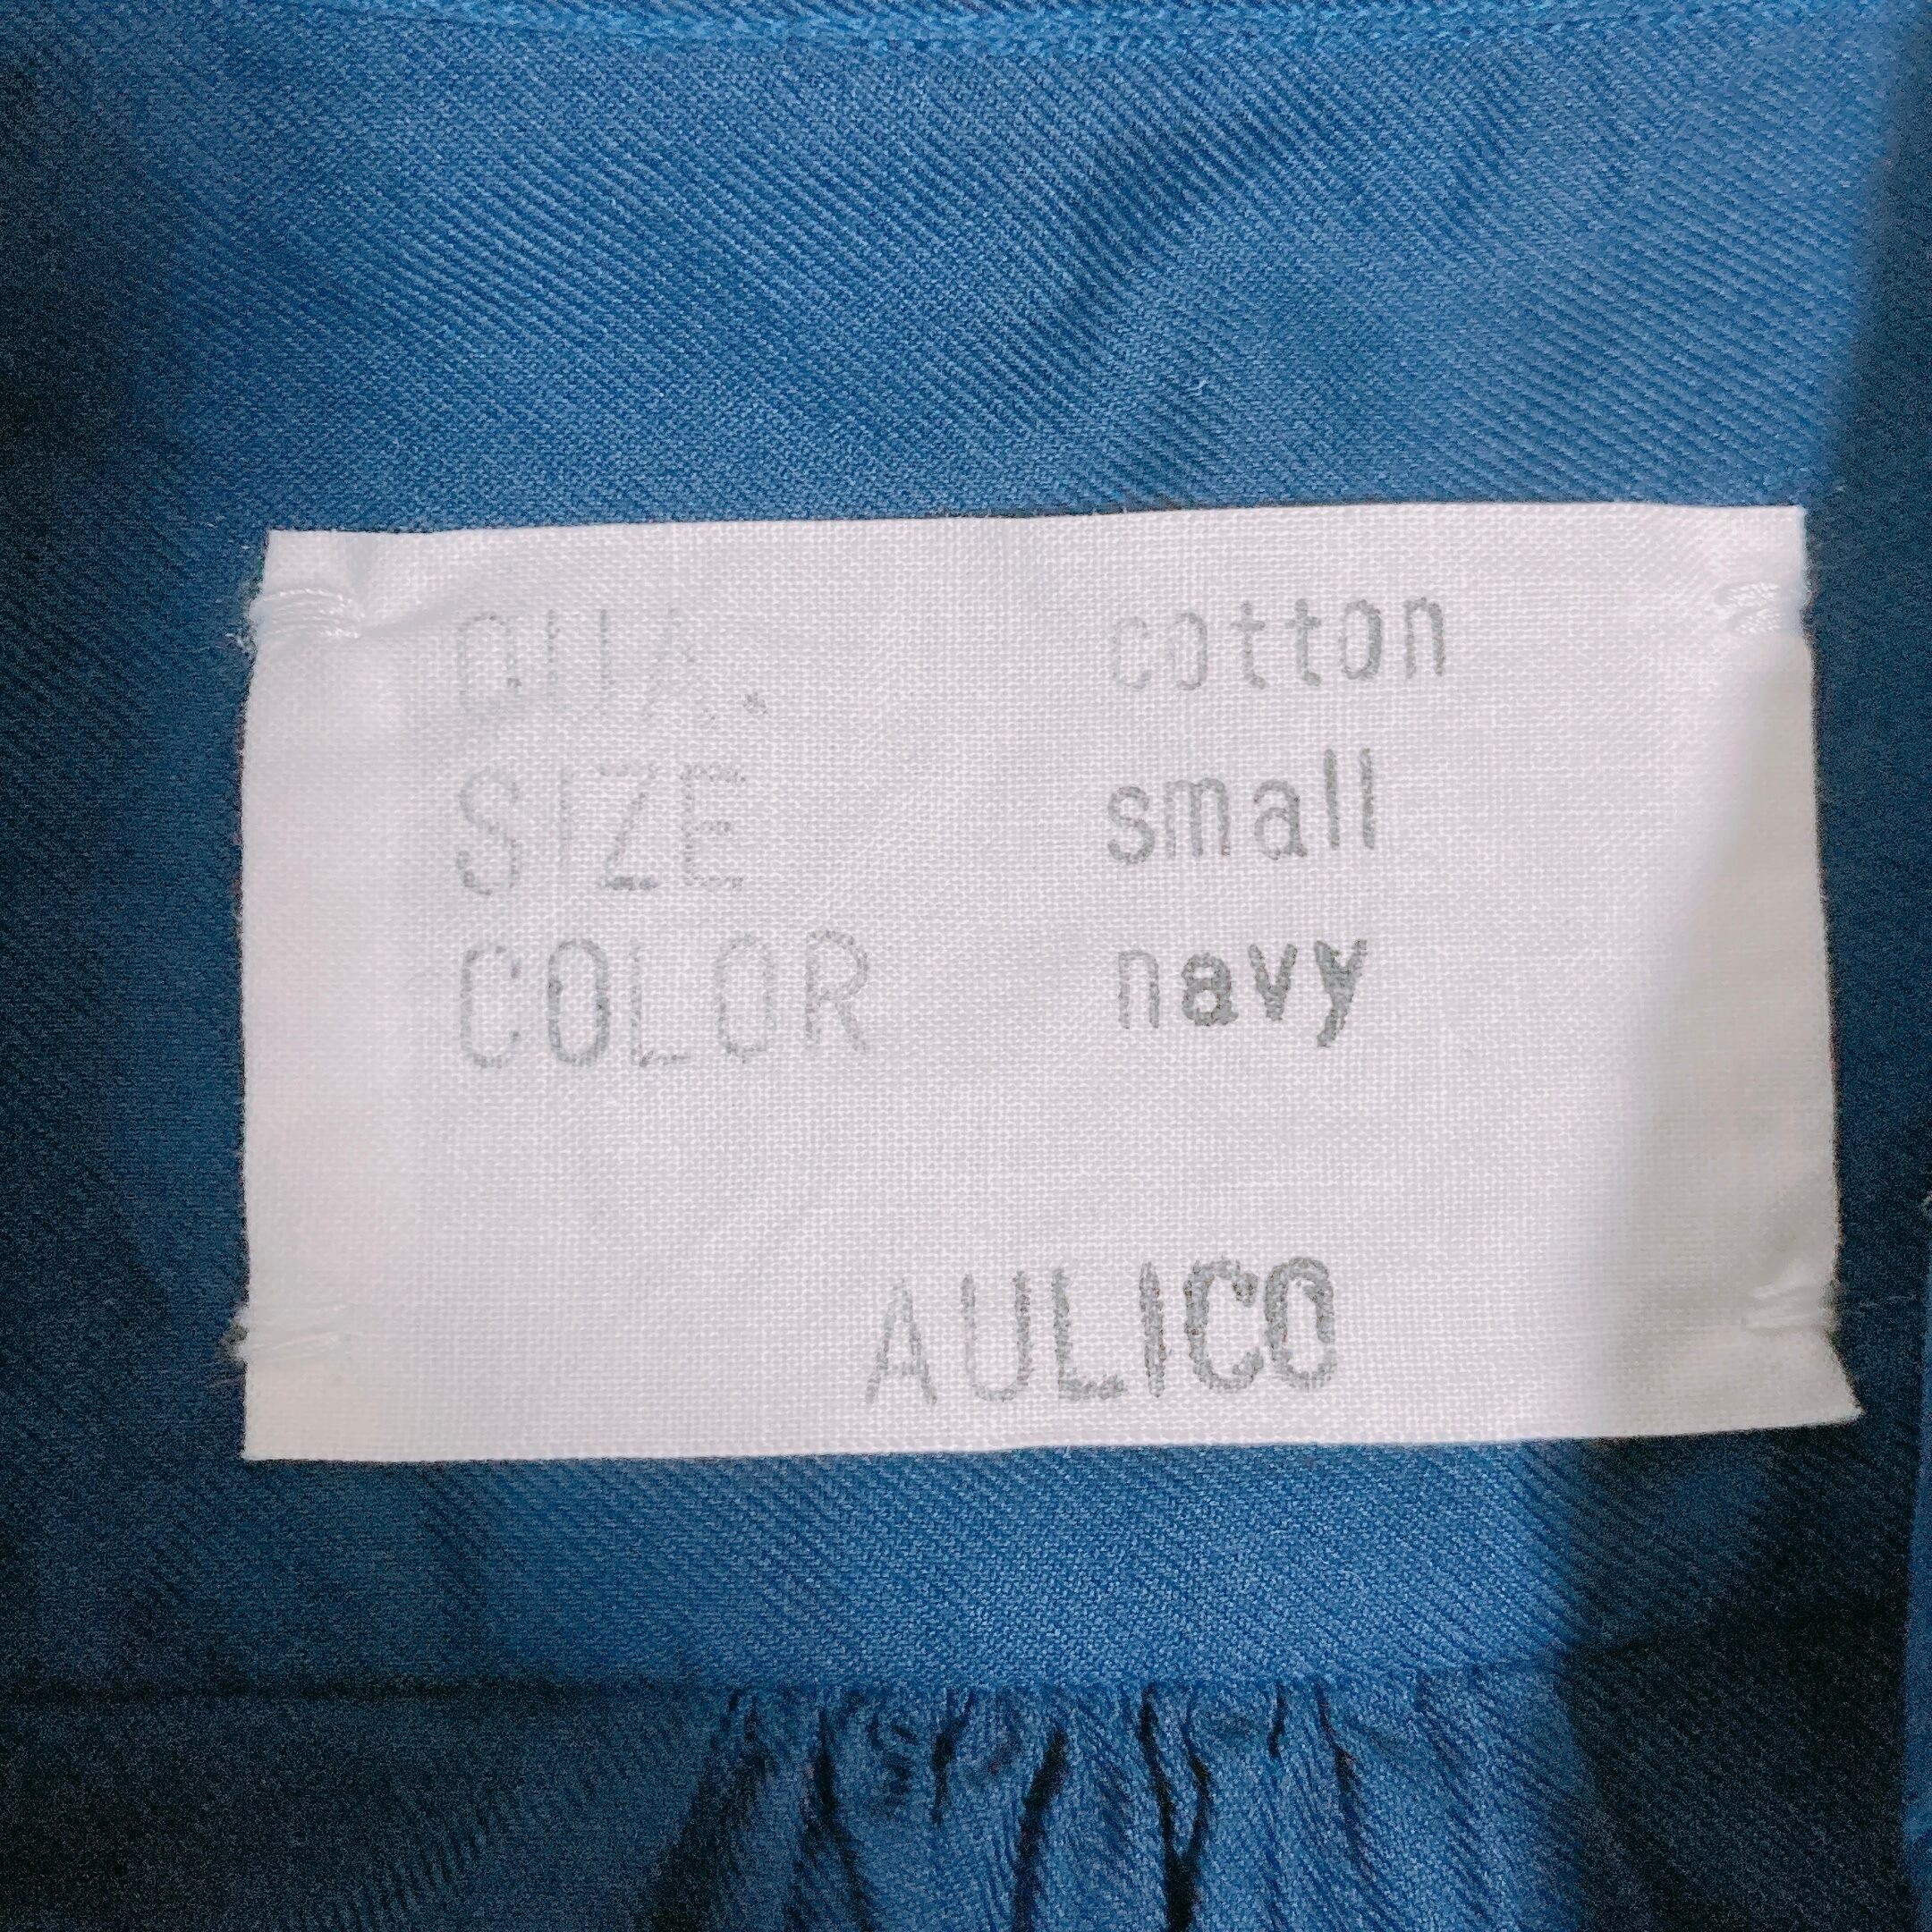 QUA. cotton
SIZE small
COLOR navy
AULICO